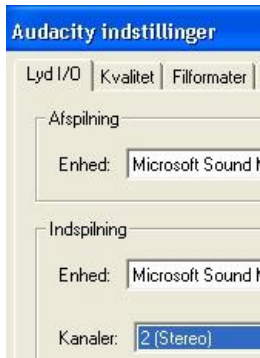 Audacity indstillinger
Lyd I/O Kvalitet Filformater
Afspilning
Enhed: Microsoft Sound
Indspilning
Enhed: Microsoft Sound
Kanaler: 2 (Stereo)